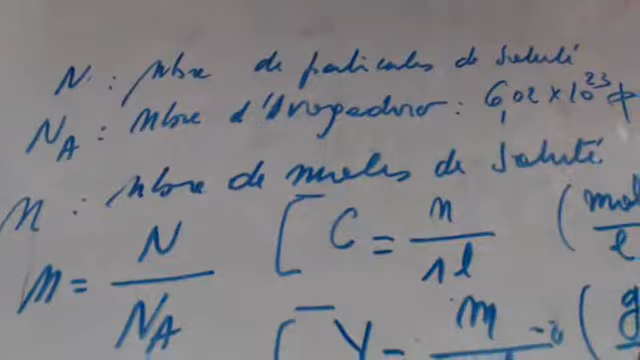 N : nbre de particules de soluté
N_A : Nbre d'Avogadro : 6,02 × 10^23 p
n : nbre de moles de soluté
n = N / N_A
C = n / 1l (mol / l
γ = m / (g